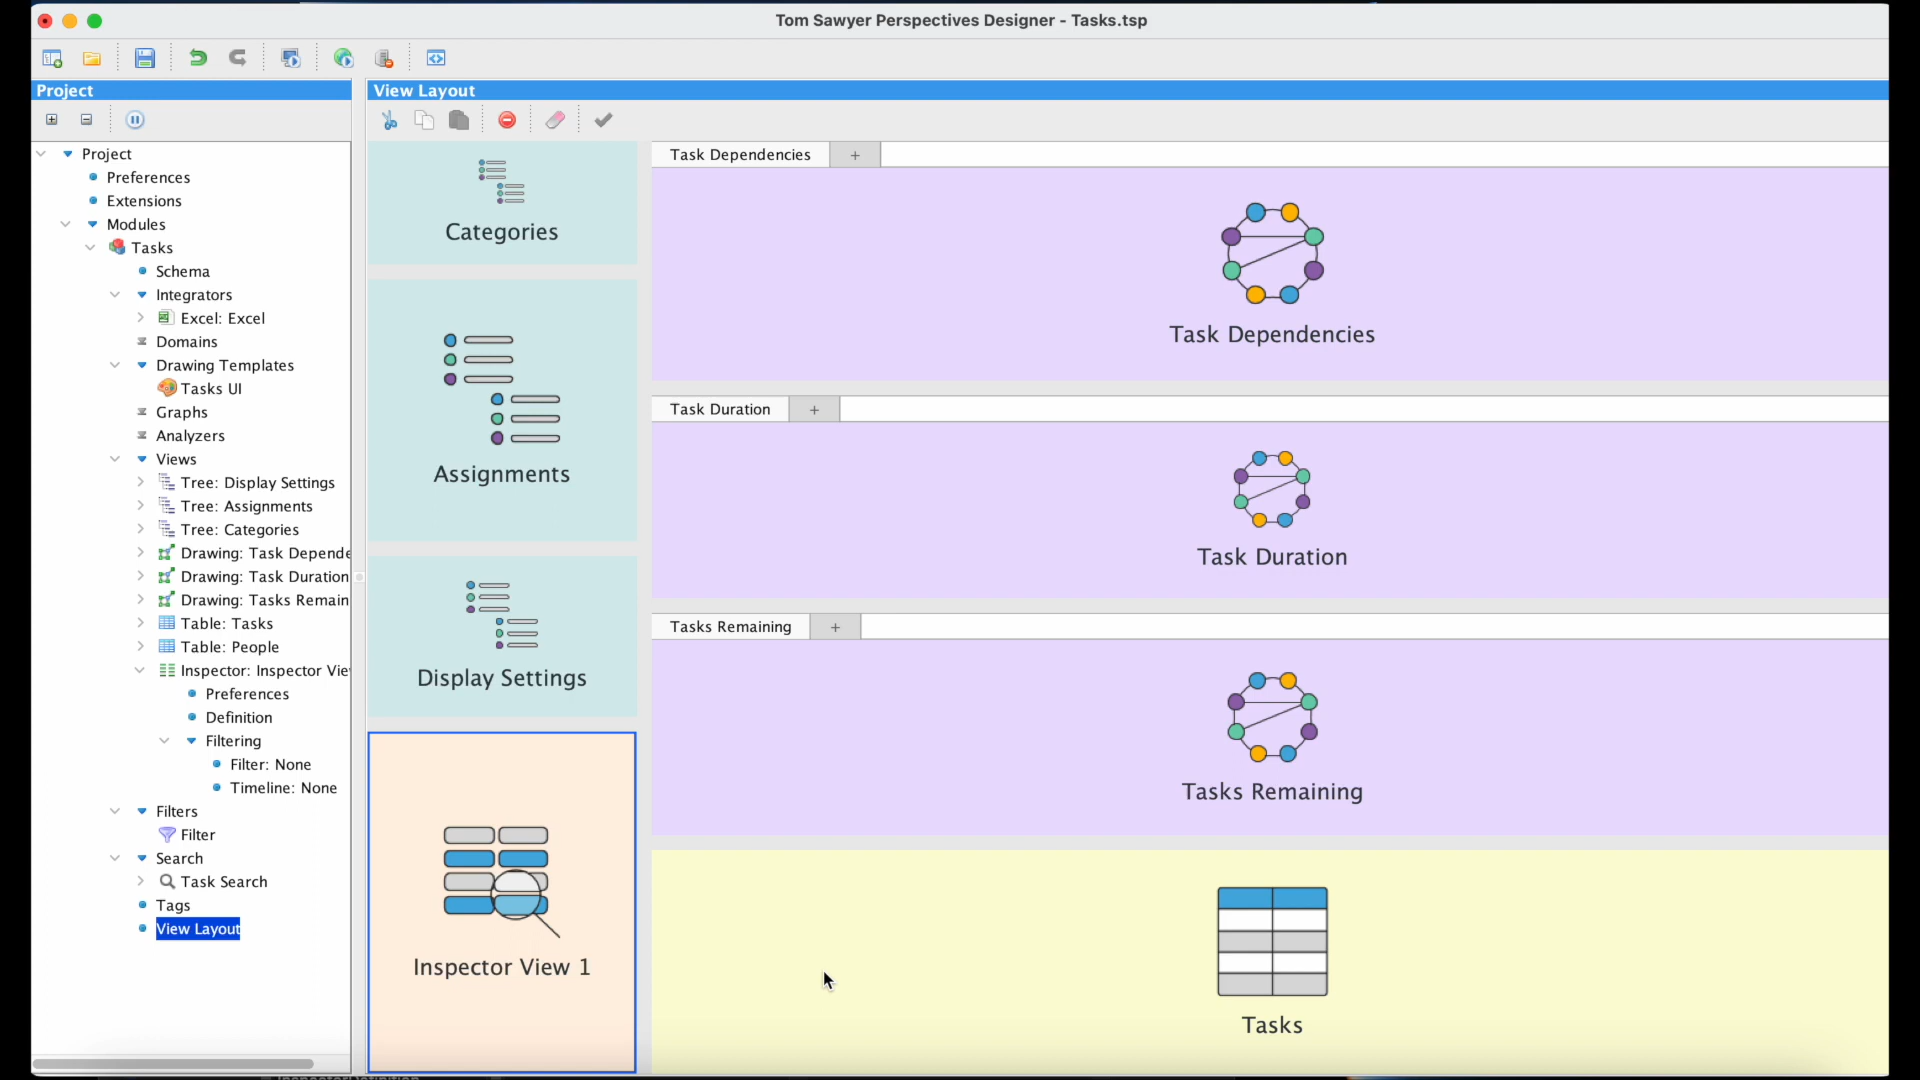 Tom Sawyer Perspectives Designer - Tasks.tsp
Project
Project
Preferences
Extensions
Modules
Tasks
Schema
Integrators
Excel: Excel
Domains
Drawing Templates
Tasks UI
Graphs
Analyzers
Views
Tree: Display Settings
Tree: Assignments
Tree: Categories
Drawing: Task Depende
Drawing: Task Duration
Drawing: Tasks Remain
Table: Tasks
Table: People
Inspector: Inspector Vie
Preferences
Definition
Filtering
Filter: None
Timeline: None
Filters
Filter
Search
Task Search
Tags
View Layout
View Layout
Categories
Assignments
Display Settings
Inspector View 1
Task Dependencies +
Task Dependencies
Task Duration +
Task Duration
Tasks Remaining +
Tasks Remaining
Tasks